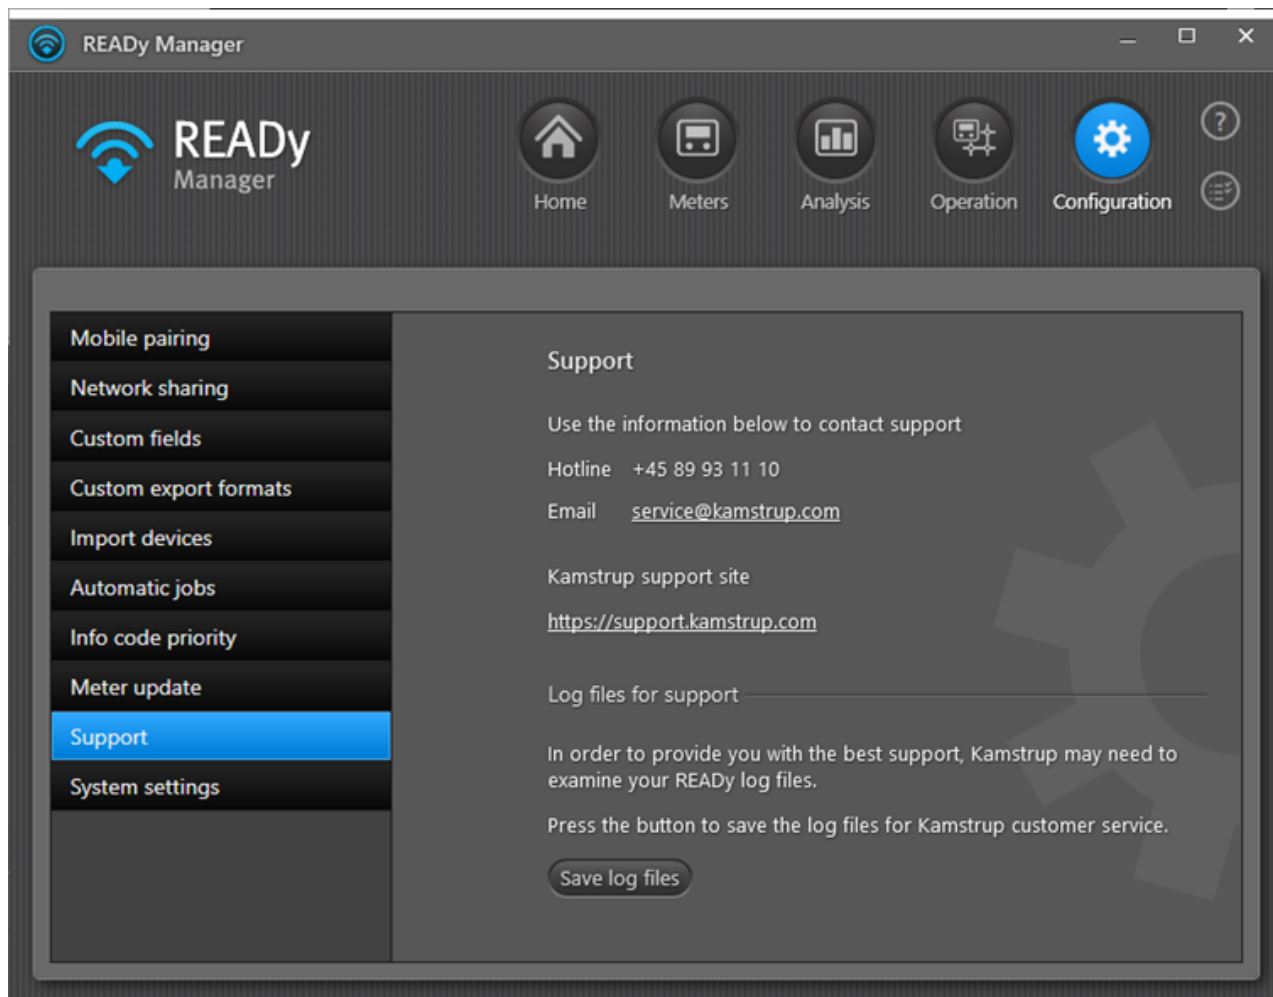 READy Manager
READy
Manager
Home
Meters
Analysis
Operation
Configuration
?
Mobile pairing
Network sharing
Custom fields
Custom export formats
Import devices
Automatic jobs
Info code priority
Meter update
Support
System settings
Support
Use the information below to contact support
Hotline +45 89 93 11 10
Email service@kamstrup.com
Kamstrup support site
https://support.kamstrup.com
Log files for support
In order to provide you with the best support, Kamstrup may need to
examine your READy log files.
Press the button to save the log files for Kamstrup customer service.
Save log files